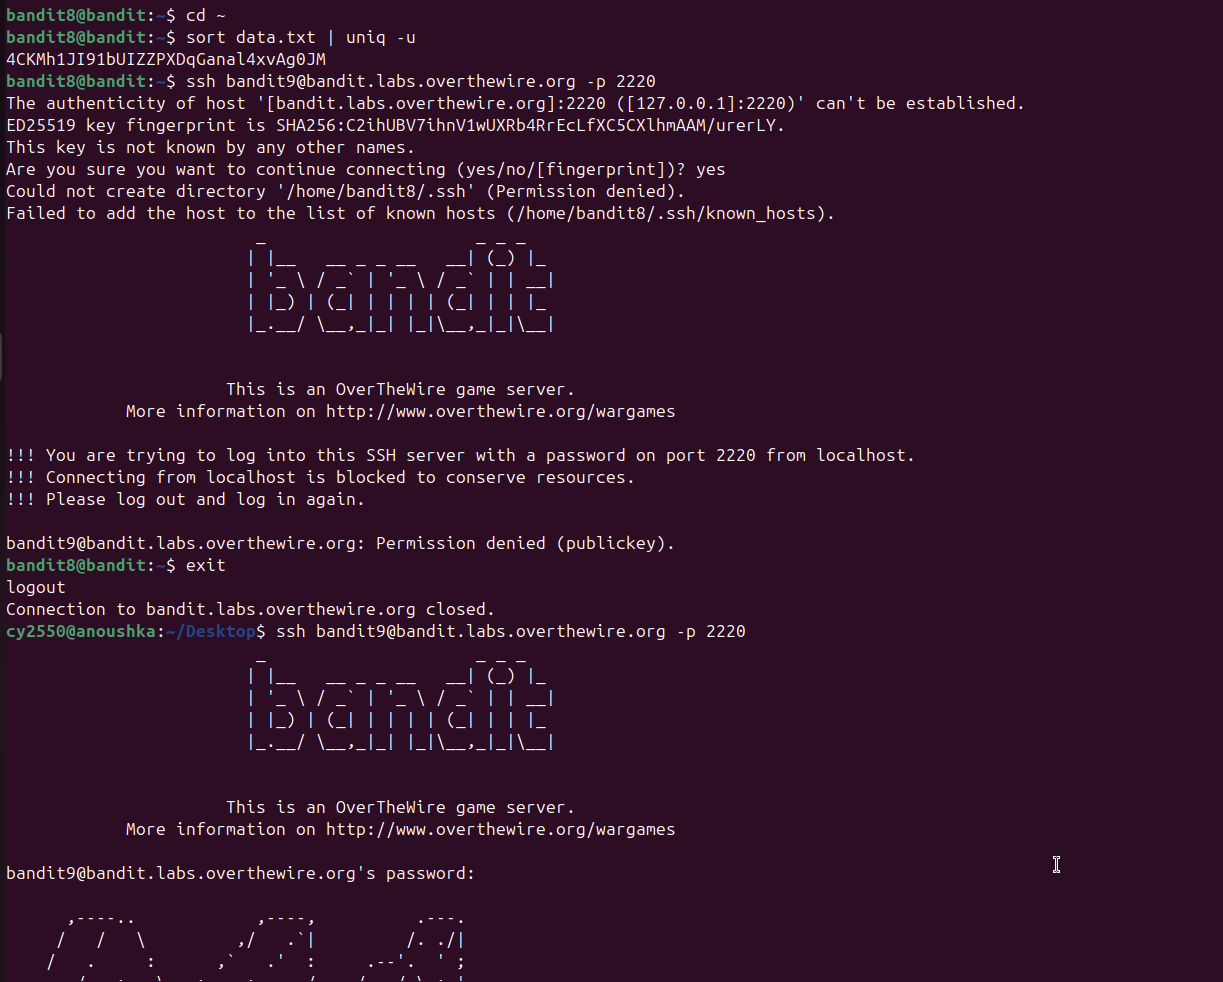 bandit8@bandit:~$ cd ~
bandit8@bandit:~$ sort data.txt | uniq -u
4CKMh1JI91bUIZZPXDqGanal4xvAg0JM
bandit8@bandit:~$ ssh bandit9@bandit.labs.overthewire.org -p 2220
The authenticity of host '[bandit.labs.overthewire.org]:2220 ([127.0.0.1]:2220)' can't be established.
ED25519 key fingerprint is SHA256:C2ihUBV7ihnV1wUXRb4RrEcLfXC5CXlhmAAM/urerLY.
This key is not known by any other names.
Are you sure you want to continue connecting (yes/no/[fingerprint])? yes
Could not create directory '/home/bandit8/.ssh' (Permission denied).
Failed to add the host to the list of known hosts (/home/bandit8/.ssh/known_hosts).
bandit
This is an OverTheWire game server.
More information on http://www.overthewire.org/wargames
!!! You are trying to log into this SSH server with a password on port 2220 from localhost.
!!! Connecting from localhost is blocked to conserve resources.
!!! Please log out and log in again.
bandit9@bandit.labs.overthewire.org: Permission denied (publickey).
bandit8@bandit:~$ exit
logout
Connection to bandit.labs.overthewire.org closed.
cy2550@anoushka:~/Desktop$ ssh bandit9@bandit.labs.overthewire.org -p 2220
bandit
This is an OverTheWire game server.
More information on http://www.overthewire.org/wargames
bandit9@bandit.labs.overthewire.org's password: